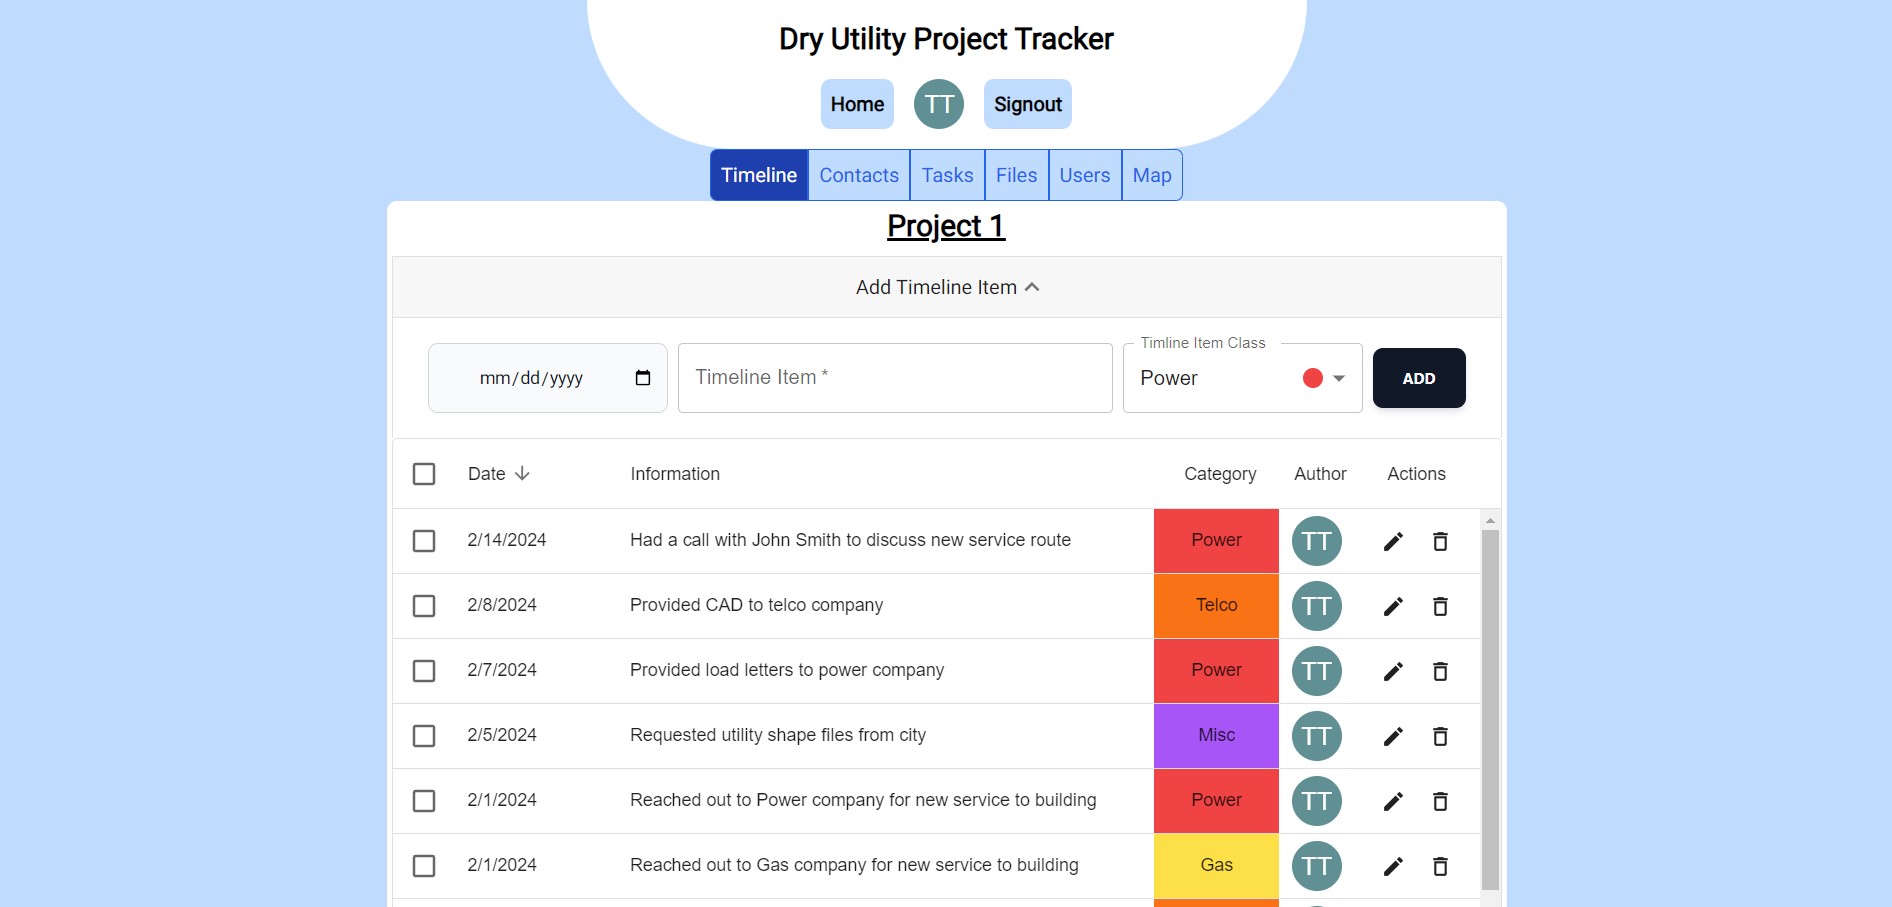 Dry Utility Project Tracker
Home TT Signout
Timeline Contacts Tasks Files Users Map
Project 1
Add Timeline Item
Timline Item Class
mm/dd/yyyy Timeline Item * Power ADD
Date Information Category Author Actions
2/14/2024 Had a call with John Smith to discuss new service route Power TT
2/8/2024 Provided CAD to telco company Telco TT
2/7/2024 Provided load letters to power company Power TT
2/5/2024 Requested utility shape files from city Misc TT
2/1/2024 Reached out to Power company for new service to building Power TT
2/1/2024 Reached out to Gas company for new service to building Gas TT